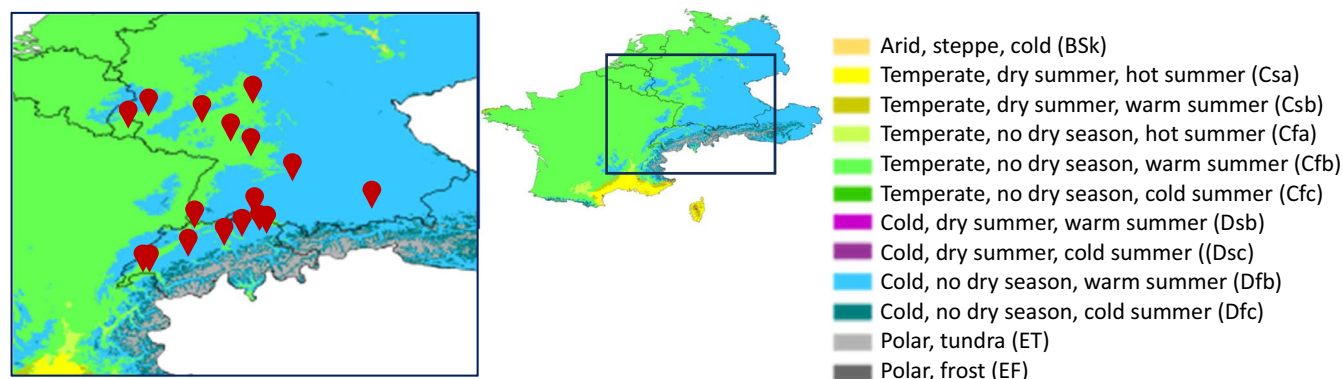 Arid, steppe, cold (BSk)
Temperate, dry summer, hot summer (Csa)
Temperate, dry summer, warm summer (Csb)
Temperate, no dry season, hot summer (Cfa)
Temperate, no dry season, warm summer (Cfb)
Temperate, no dry season, cold summer (Cfc)
Cold, dry summer, warm summer (Dsb)
Cold, dry summer, cold summer ((Dsc)
Cold, no dry season, warm summer (Dfb)
Cold, no dry season, cold summer (Dfc)
Polar, tundra (ET)
Polar, frost (EF)